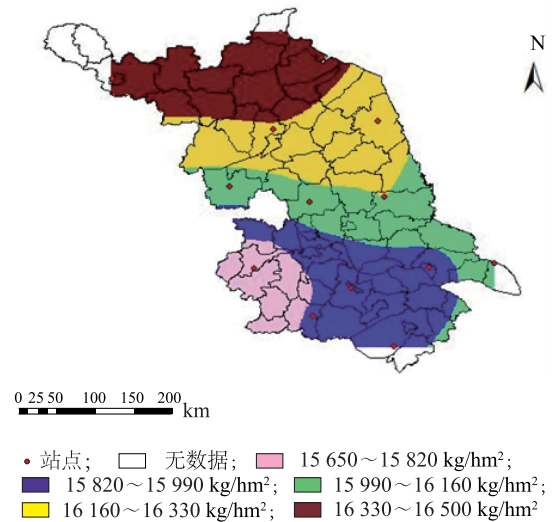 N
0 25 50 100 150 200 km
站点; 无数据; 15 650～15 820 kg/hm²;
15 820～15 990 kg/hm²; 15 990～16 160 kg/hm²;
16 160～16 330 kg/hm²; 16 330～16 500 kg/hm²